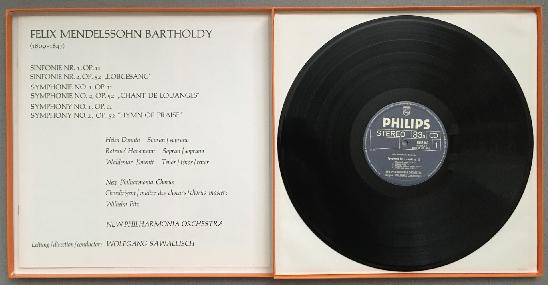 FELIX MENDELSSOHN BARTHOLDY
(1809-1847)
SINFONIE NR. 1, OP. 11
SINFONIE NR. 2, OP. 52 „LOBGESANG"
SYMPHONIE NO. 1, OP. 11
SYMPHONIE NO. 2, OP. 52 „CHANT DE LOUANGES"
SYMPHONY NO. 1, OP. 11
SYMPHONY NO. 2, OP. 52 "HYMN OF PRAISE"
Helen Donath Sopran/soprano
Rotraud Hansmann Sopran/soprano
Waldemar Kmentt Tenor/ténor/tenor
New Philharmonia Chorus
Wilhelm Pitz
NEW PHILHARMONIA ORCHESTRA
Leitung/direction/conductor: WOLFGANG SAWALLISCH
PHILIPS
STEREO 33
1